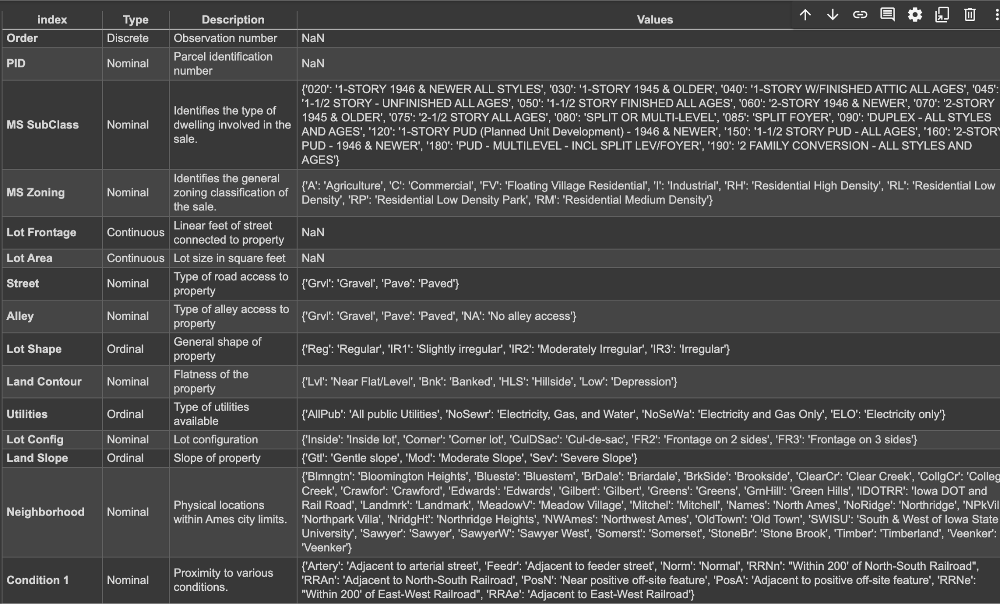 index Type Description Values
Order Discrete Observation number NaN
PID Nominal Parcel identification
number NaN
MS SubClass Nominal Identifies the type of
dwelling involved in the
sale.
{'020': '1-STORY 1946 & NEWER ALL STYLES', '030': '1-STORY 1945 & OLDER', '040': '1-STORY W/FINISHED ATTIC ALL AGES', '045':
'1-1/2 STORY - UNFINISHED ALL AGES', '050': '1-1/2 STORY FINISHED ALL AGES', '060': '2-STORY 1946 & NEWER', '070': '2-STORY
1945 & OLDER', '075': '2-1/2 STORY ALL AGES', '080': 'SPLIT OR MULTI-LEVEL', '085': 'SPLIT FOYER', '090': 'DUPLEX - ALL STYLES
AND AGES', '120': '1-STORY PUD (Planned Unit Development) - 1946 & NEWER', '150': '1-1/2 STORY PUD - ALL AGES', '160': '2-STORY
PUD - 1946 & NEWER', '180': 'PUD - MULTILEVEL - INCL SPLIT LEV/FOYER', '190': '2 FAMILY CONVERSION - ALL STYLES AND
AGES'}
MS Zoning Nominal Identifies the general
zoning classification of
the sale.
{'A': 'Agriculture', 'C': 'Commercial', 'FV': 'Floating Village Residential', 'I': 'Industrial', 'RH': 'Residential High Density', 'RL': 'Residential Low
Density', 'RP': 'Residential Low Density Park', 'RM': 'Residential Medium Density'}
Lot Frontage Continuous Linear feet of street
connected to property NaN
Lot Area Continuous Lot size in square feet NaN
Street Nominal Type of road access to
property
{'Grvl': 'Gravel', 'Pave': 'Paved'}
Alley Nominal Type of alley access to
property
{'Grvl': 'Gravel', 'Pave': 'Paved', 'NA': 'No alley access'}
Lot Shape Ordinal General shape of
property
{'Reg': 'Regular', 'IR1': 'Slightly irregular', 'IR2': 'Moderately Irregular', 'IR3': 'Irregular'}
Land Contour Nominal Flatness of the
property
{'Lvl': 'Near Flat/Level', 'Bnk': 'Banked', 'HLS': 'Hillside', 'Low': 'Depression'}
Utilities Ordinal Type of utilities
available
{'AllPub': 'All public Utilities', 'NoSewr': 'Electricity, Gas, and Water', 'NoSeWa': 'Electricity and Gas Only', 'ELO': 'Electricity only'}
Lot Config Nominal Lot configuration {'Inside': 'Inside lot', 'Corner': 'Corner lot', 'CulDSac': 'Cul-de-sac', 'FR2': 'Frontage on 2 sides', 'FR3': 'Frontage on 3 sides'}
Land Slope Ordinal Slope of property {'Gtl': 'Gentle slope', 'Mod': 'Moderate Slope', 'Sev': 'Severe Slope'}
Neighborhood Nominal Physical locations
within Ames city limits.
{'Blmngtn': 'Bloomington Heights', 'Blueste': 'Bluestem', 'BrDale': 'Briardale', 'BrkSide': 'Brookside', 'ClearCr': 'Clear Creek', 'CollgCr': 'Colleg
Creek', 'Crawfor': 'Crawford', 'Edwards': 'Edwards', 'Gilbert': 'Gilbert', 'Greens': 'Greens', 'GrnHill': 'Green Hills', 'IDOTRR': 'Iowa DOT and
Rail Road', 'Landmrk': 'Landmark', 'MeadowV': 'Meadow Village', 'Mitchel': 'Mitchell', 'Names': 'North Ames', 'NoRidge': 'Northridge', 'NPkVil
'Northpark Villa', 'NridgHt': 'Northridge Heights', 'NWAmes': 'Northwest Ames', 'OldTown': 'Old Town', 'SWISU': 'South & West of Iowa State
University', 'Sawyer': 'Sawyer', 'SawyerW': 'Sawyer West', 'Somerst': 'Somerset', 'StoneBr': 'Stone Brook', 'Timber': 'Timberland', 'Veenker':
'Veenker'}
Condition 1 Nominal Proximity to various
conditions.
{'Artery': 'Adjacent to arterial street', 'Feedr': 'Adjacent to feeder street', 'Norm': 'Normal', 'RRNn': "Within 200' of North-South Railroad",
'RRAn': 'Adjacent to North-South Railroad', 'PosN': 'Near positive off-site feature', 'PosA': 'Adjacent to positive off-site feature', 'RRNe':
"Within 200' of East-West Railroad", 'RRAe': 'Adjacent to East-West Railroad'}